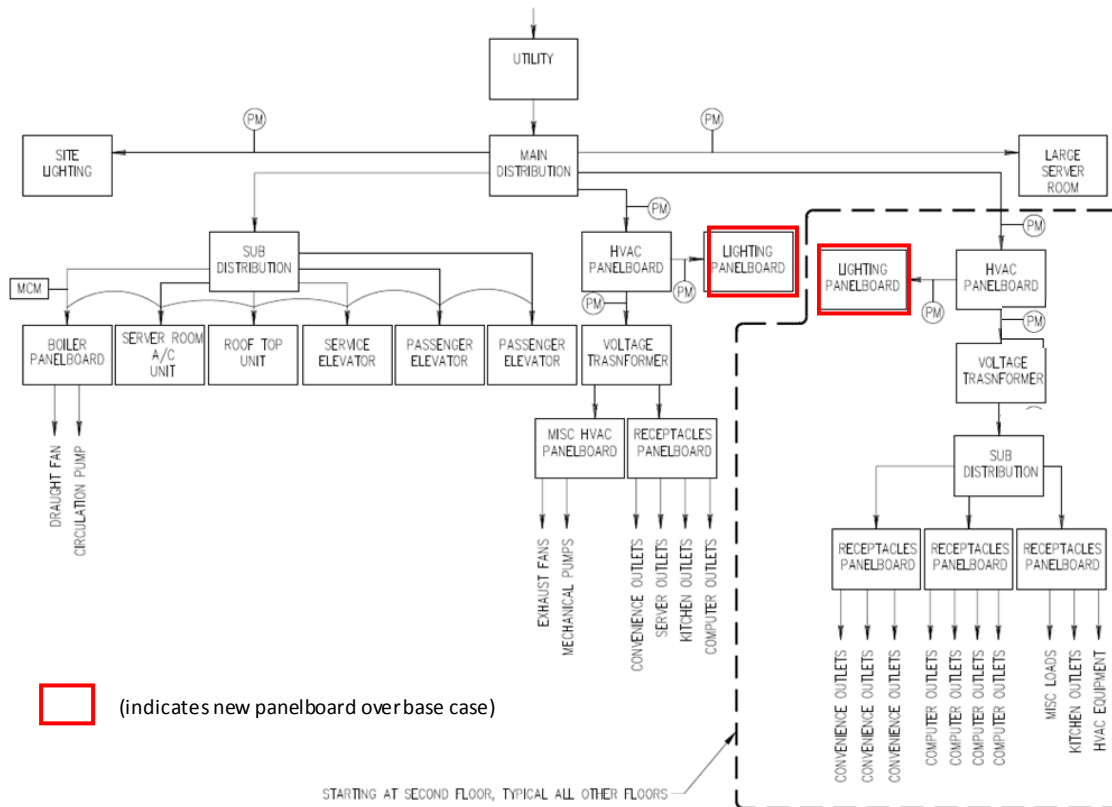 UTILITY
PM
PM
SITE
LIGHTING
MAIN
DISTRIBUTION
LARGE
SERVER
ROOM
PM
PM
SUB
DISTRIBUTION
HVAC
PANELBOARD
LIGHTING
PANELBOARD
LIGHTING
PANELBOARD
HVAC
PANELBOARD
MCM
PM
PM
PM
PM
BOILER
PANELBOARD
SERVER ROOM
A/C
UNIT
ROOF TOP
UNIT
SERVICE
ELEVATOR
PASSENGER
ELEVATOR
PASSENGER
ELEVATOR
VOLTAGE
TRASNFORMER
VOLTAGE
TRASNFORMER
MISC HVAC
PANELBOARD
RECEPTACLES
PANELBOARD
SUB
DISTRIBUTION
DRAUGHT FAN
CIRCULATION PUMP
EXHAUST FANS
MECHANICAL PUMPS
CONVENIENCE OUTLETS
SERVER OUTLETS
KITCHEN OUTLETS
COMPUTER OUTLETS
RECEPTACLES
PANELBOARD
RECEPTACLES
PANELBOARD
RECEPTACLES
PANELBOARD
CONVENIENCE OUTLETS
CONVENIENCE OUTLETS
CONVENIENCE OUTLETS
COMPUTER OUTLETS
COMPUTER OUTLETS
COMPUTER OUTLETS
COMPUTER OUTLETS
MISC LOADS
KITCHEN OUTLETS
HVAC EQUIPMENT
(indicates new panelboard over base case)
STARTING AT SECOND FLOOR, TYPICAL ALL OTHER FLOORS